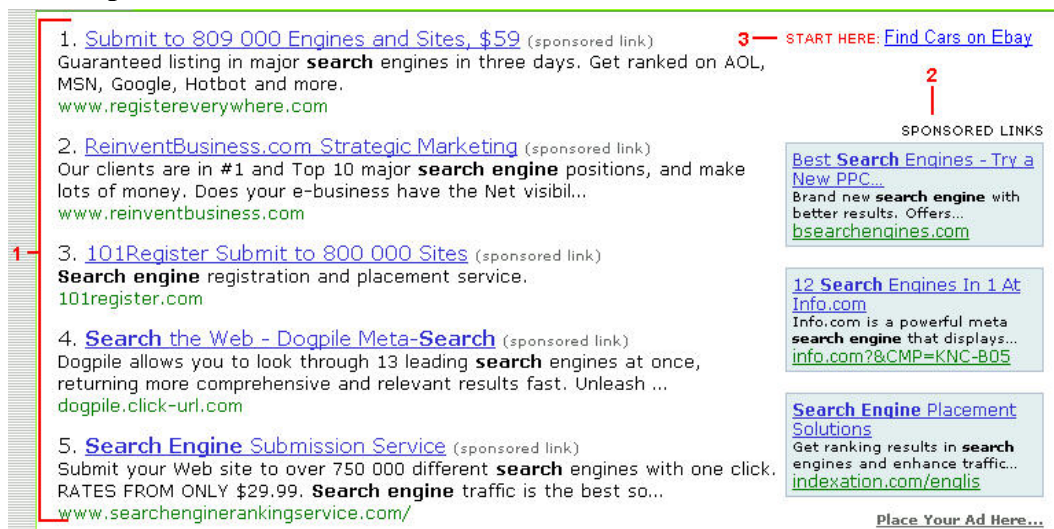 1. Submit to 809 000 Engines and Sites, $59 (sponsored link)
Guaranteed listing in major search engines in three days. Get ranked on AOL,
MSN, Google, Hotbot and more.
www.registereverywhere.com
2. ReinventBusiness.com Strategic Marketing (sponsored link)
Our clients are in #1 and Top 10 major search engine positions, and make
lots of money. Does your e-business have the Net visibil...
www.reinventbusiness.com
1
3. 101Register Submit to 800 000 Sites (sponsored link)
Search engine registration and placement service.
101register.com
4. Search the Web - Dogpile Meta-Search (sponsored link)
Dogpile allows you to look through 13 leading search engines at once,
returning more comprehensive and relevant results fast. Unleash ...
dogpile.click-url.com
5. Search Engine Submission Service (sponsored link)
Submit your Web site to over 750 000 different search engines with one click.
RATES FROM ONLY $29.99. Search engine traffic is the best so...
www.searchenginerankingservice.com/
3 START HERE: Find Cars on Ebay
2
SPONSORED LINKS
Best Search Engines - Try a
New PPC...
Brand new search engine with
better results. Offers...
bsearchengines.com
12 Search Engines In 1 At
Info.com
Info.com is a powerful meta
search engine that displays...
info.com?&CMP=KNC-B05
Search Engine Placement
Solutions
Get ranking results in search
engines and enhance traffic...
indexation.com/englis
Place Your Ad Here...